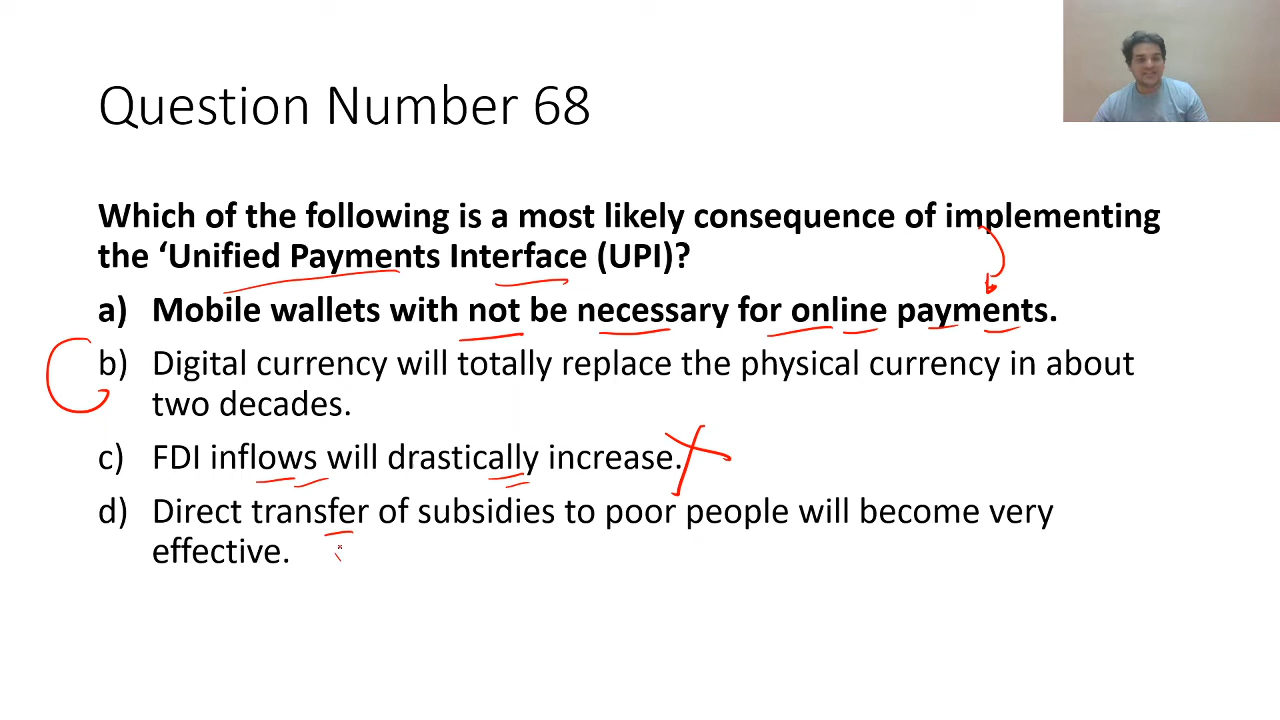 Question Number 68
Which of the following is a most likely consequence of implementing
the ‘Unified Payments Interface (UPI)?
a) Mobile wallets with not be necessary for online payments.
b) Digital currency will totally replace the physical currency in about
two decades.
c) FDI inflows will drastically increase.
d) Direct transfer of subsidies to poor people will become very
effective.